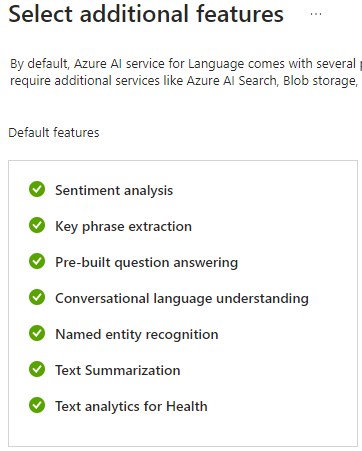 Select additional features ...
By default, Azure AI service for Language comes with several
require additional services like Azure AI Search, Blob storage,
Default features
Sentiment analysis
Key phrase extraction
Pre-built question answering
Conversational language understanding
Named entity recognition
Text Summarization
Text analytics for Health